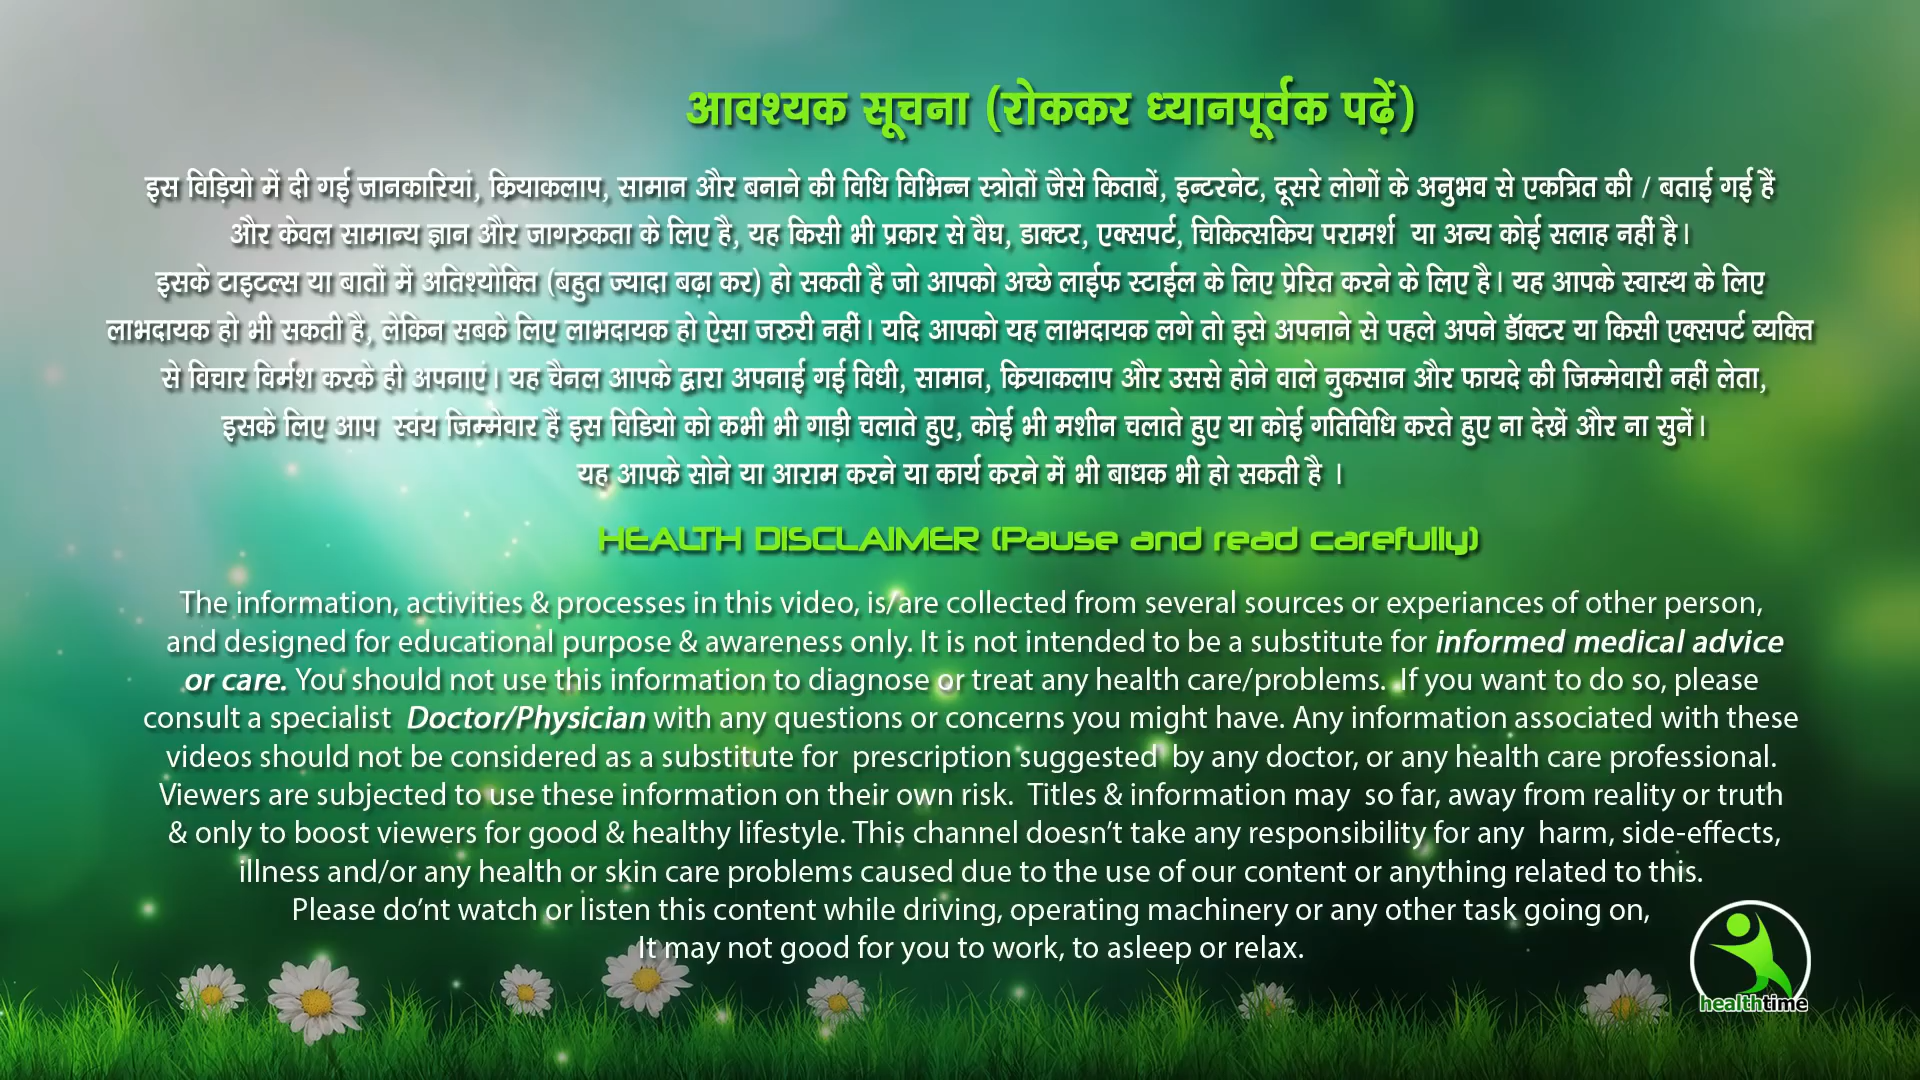 आवश्यक सूचना (रोककर ध्यानपूर्वक पढ़ें)
इस विड़ियो में दी गई जानकारियां, क्रियाकलाप, सामान और बनाने की विधि विभिन्न स्त्रोतों जैसे किताबें, इन्टरनेट, दूसरे लोगों के अनुभव से एकत्रित की / बताई गई हैं
और केवल सामान्य ज्ञान और जागरुकता के लिए है, यह किसी भी प्रकार से वैघ, डाक्टर, एक्सपर्ट, चिकित्सकिय परामर्श या अन्य कोई सलाह नहीं है।
इसके टाइटल्स या बातों में अतिश्योक्ति (बहुत ज्यादा बढ़ा कर) हो सकती है जो आपको अच्छे लाईफ स्टाईल के लिए प्रेरित करने के लिए है। यह आपके स्वास्थ के लिए
लाभदायक हो भी सकती है, लेकिन सबके लिए लाभदायक हो ऐसा जरुरी नहीं। यदि आपको यह लाभदायक लगे तो इसे अपनाने से पहले अपने डॉक्टर या किसी एक्सपर्ट व्यक्ति
से विचार विर्मश करके ही अपनाएं। यह चैनल आपके द्वारा अपनाई गई विधी, सामान, क्रियाकलाप और उससे होने वाले नुकसान और फायदे की जिम्मेवारी नहीं लेता,
इसके लिए आप स्वंय जिम्मेवार हैं इस विडियो को कभी भी गाड़ी चलाते हुए, कोई भी मशीन चलाते हुए या कोई गतिविधि करते हुए ना देखें और ना सुनें।
यह आपके सोने या आराम करने या कार्य करने में भी बाधक भी हो सकती है ।
HEALTH DISCLAIMER (Pause and read carefully)
The information, activities & processes in this video, is/are collected from several sources or experiances of other person,
and designed for educational purpose & awareness only. It is not intended to be a substitute for informed medical advice
or care. You should not use this information to diagnose or treat any health care/problems. If you want to do so, please
consult a specialist Doctor/Physician with any questions or concerns you might have. Any information associated with these
videos should not be considered as a substitute for prescription suggested by any doctor, or any health care professional.
Viewers are subjected to use these information on their own risk. Titles & information may so far, away from reality or truth
& only to boost viewers for good & healthy lifestyle. This channel doesn't take any responsibility for any harm, side-effects,
illness and/or any health or skin care problems caused due to the use of our content or anything related to this.
Please do'nt watch or listen this content while driving, operating machinery or any other task going on,
It may not good for you to work, to asleep or relax.
healthtime